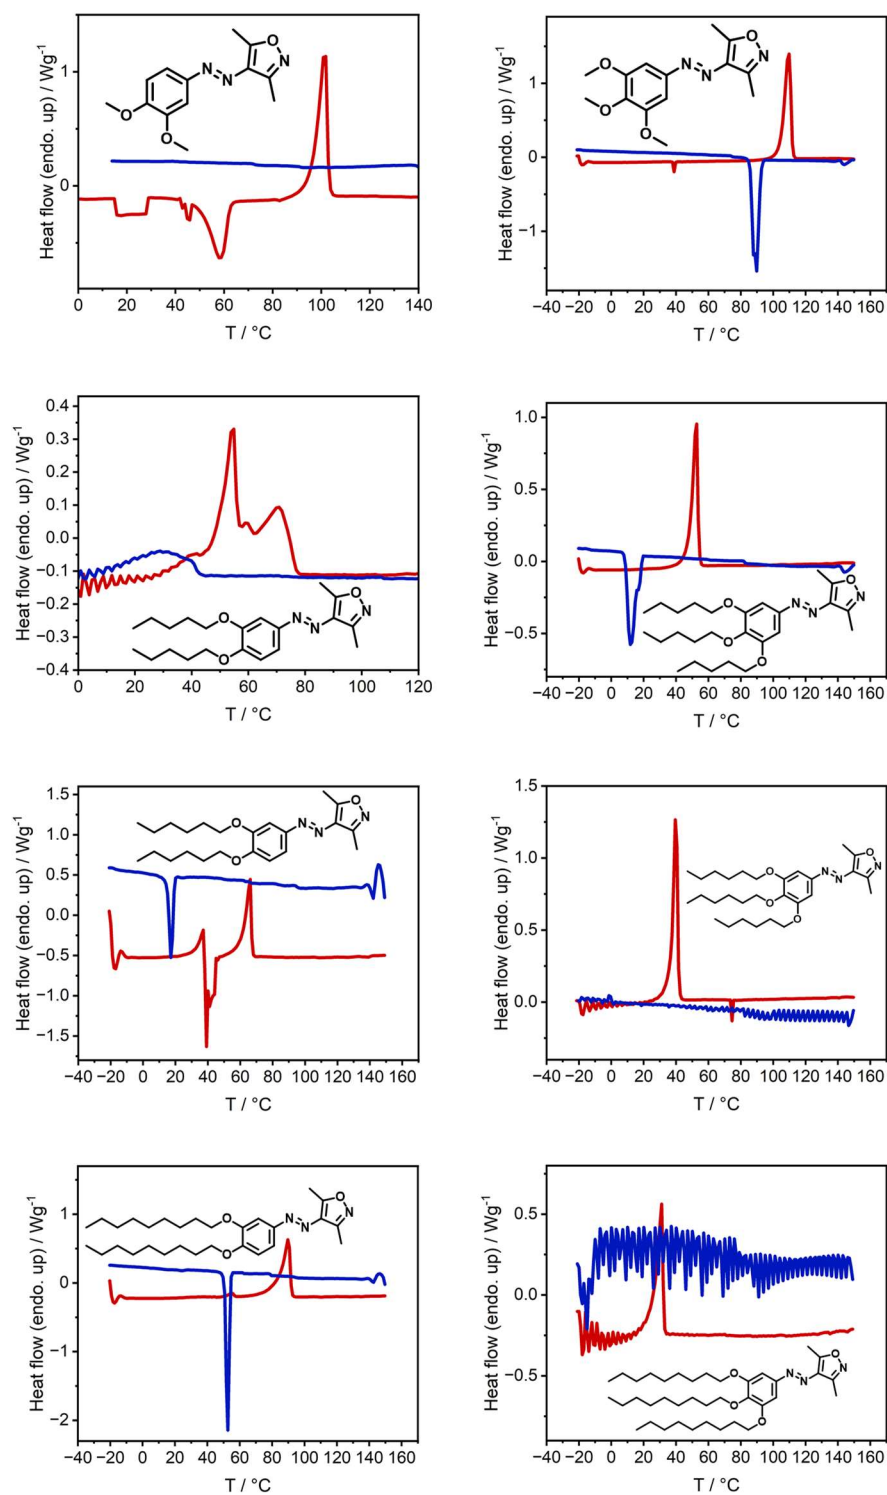 Heat flow (endo. up) / Wg⁻¹
1
0
0 20 40 60 80 100 120 140
T / °C
O
O
N
N
O
N
Heat flow (endo. up) / Wg⁻¹
1
0
−1
−40 −20 0 20 40 60 80 100 120 140 160
T / °C
O
O
O
N
N
O
N
Heat flow (endo. up) / Wg⁻¹
0.4
0.3
0.2
0.1
0.0
−0.1
−0.2
−0.3
−0.4
0 20 40 60 80 100 120
T / °C
O
O
N
N
O
N
Heat flow (endo. up) / Wg⁻¹
1.0
0.5
0.0
−0.5
−40 −20 0 20 40 60 80 100 120 140 160
T / °C
O
O
O
N
N
O
N
Heat flow (endo. up) / Wg⁻¹
1.5
1.0
0.5
0.0
−0.5
−1.0
−1.5
−40 −20 0 20 40 60 80 100 120 140 160
T / °C
O
O
N
N
O
N
Heat flow (endo. up) / Wg⁻¹
1.5
1.0
0.5
0.0
−40 −20 0 20 40 60 80 100 120 140 160
T / °C
O
O
O
N
N
O
N
Heat flow (endo. up) / Wg⁻¹
1
0
−1
−2
−40 −20 0 20 40 60 80 100 120 140 160
T / °C
O
O
N
N
O
N
Heat flow (endo. up) / Wg⁻¹
0.5
0.0
−0.5
−40 −20 0 20 40 60 80 100 120 140 160
T / °C
O
O
O
N
N
O
N